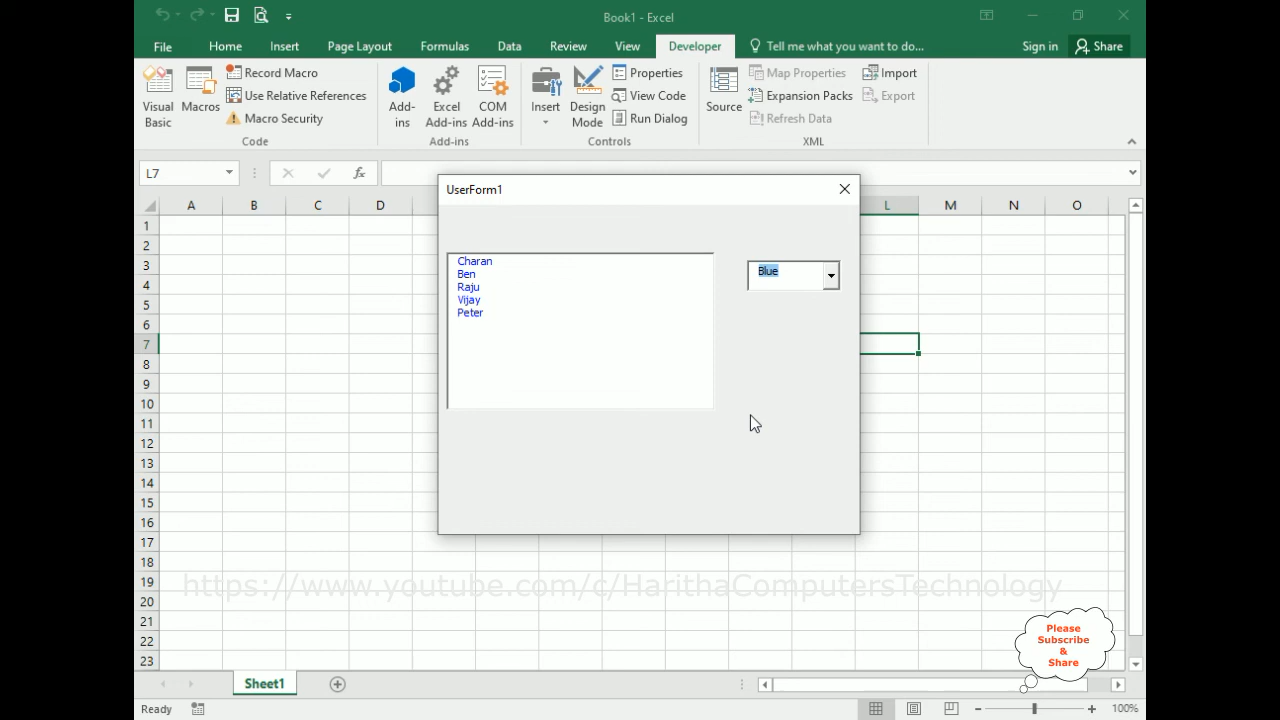 Book1 - Excel
File Home Insert Page Layout Formulas Data Review View Developer Tell me what you want to do... Sign in Share
Visual Basic
Macros
Record Macro
Use Relative References
Macro Security
Code
Add-ins
Excel Add-ins
COM Add-ins
Add-ins
Insert
Design Mode
Properties
View Code
Run Dialog
Controls
Source
Map Properties
Expansion Packs
Refresh Data
Import
Export
XML
L7 fx
A B C D L M N O
UserForm1
Charan
Ben
Raju
Vijay
Peter
Blue
1
2
3
4
5
6
7
8
9
10
11
12
13
14
15
16
17
18
19
20
21
22
23
https://www.youtube.com/c/HarithaComputersTechnology
Please
Subscribe
&
Share
Sheet1
Ready 100%